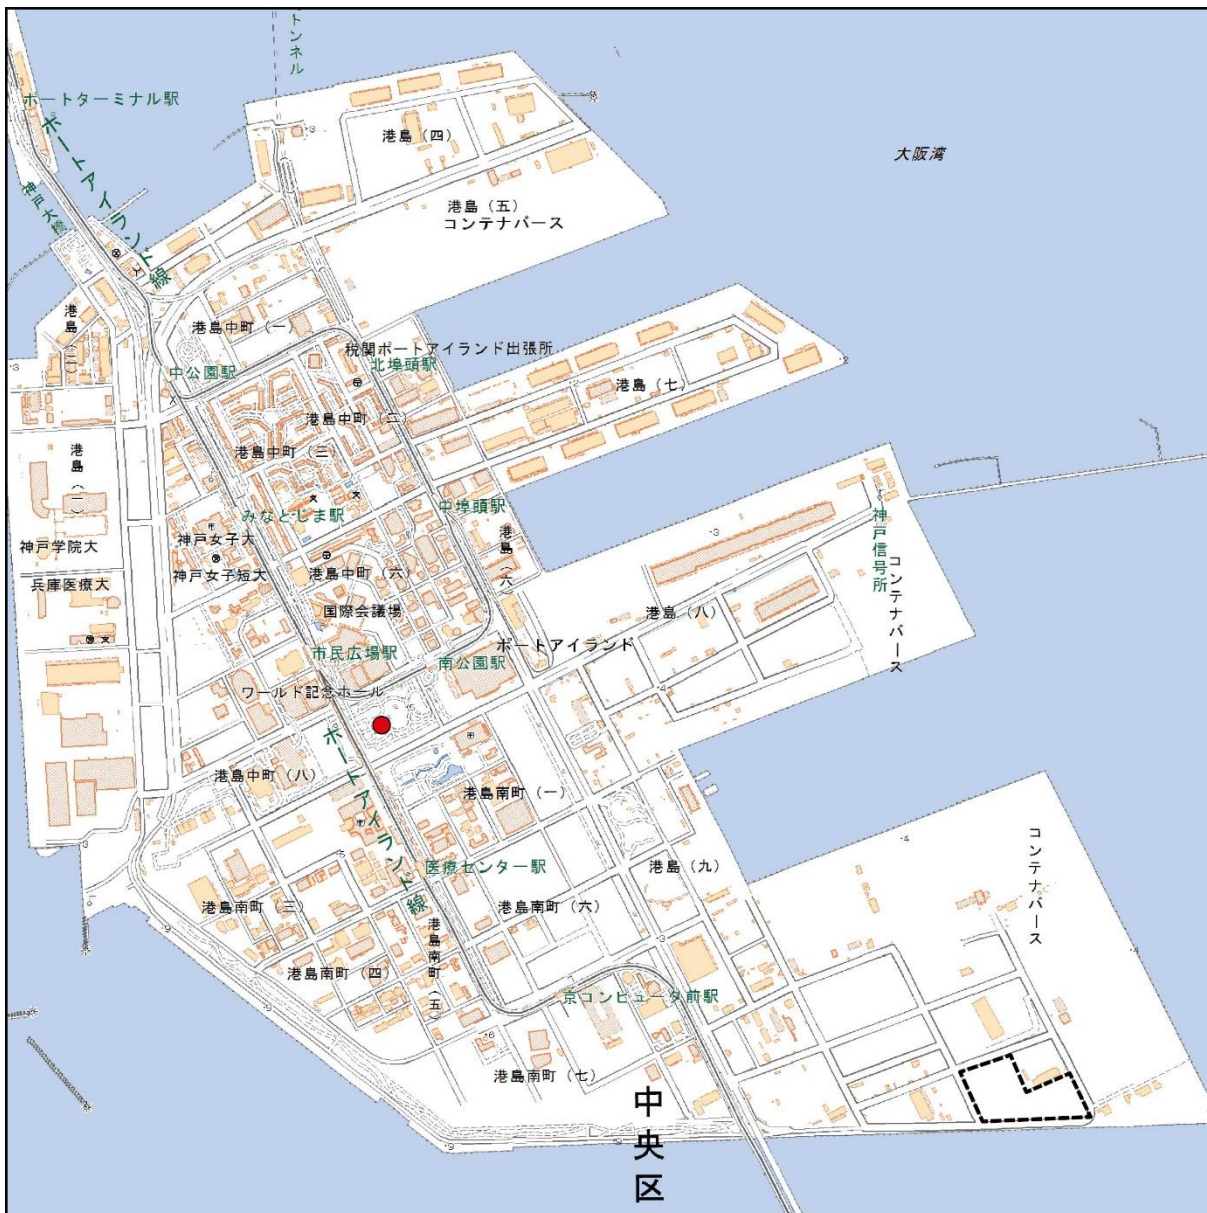 トンネル
ポートターミナル駅
ポートアイランド線
神戸大橋
港島（四）
大阪湾
港島（五）
コンテナバース
港島（二）
港島中町（一）
税関ポートアイランド出張所
北埠頭駅
中公園駅
港島（七）
港島中町（二）
港島中町（三）
港島（一）
みなとじま駅
中埠頭駅
神戸信号所
神戸女子大
神戸学院大
港島（六）
神戸女子短大
港島中町（六）
兵庫医療大
コンテナバース
国際会議場
港島（八）
ポートアイランド
市民広場駅
南公園駅
ワールド記念ホール
ポートアイランド線
港島中町（八）
港島南町（一）
コンテナバース
医療センター駅
港島（九）
港島南町（三）
港島南町（六）
港島南町（五）
港島南町（四）
京コンピュータ前駅
港島南町（七）
中央区